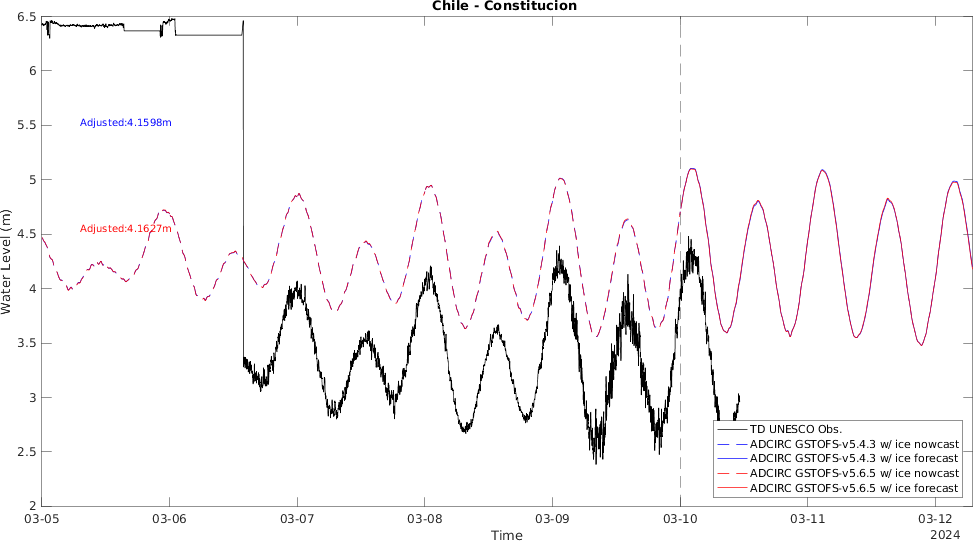 Chile - Constitucion
6.5
6
5.5
5
4.5
4
3.5
3
2.5
2
Water Level (m)
Adjusted:4.1598m
Adjusted:4.1627m
TD UNESCO Obs.
ADCIRC GSTOFS-v5.4.3 w/ ice nowcast
ADCIRC GSTOFS-v5.4.3 w/ ice forecast
ADCIRC GSTOFS-v5.6.5 w/ ice nowcast
ADCIRC GSTOFS-v5.6.5 w/ ice forecast
03-05 03-06 03-07 03-08 03-09 03-10 03-11 03-12
Time
2024